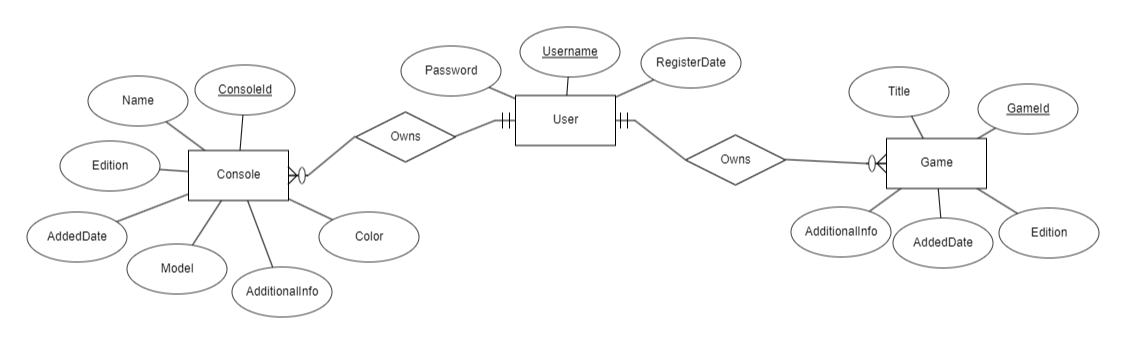 Username
RegisterDate
Password
Title
ConsoleId
Name
GameId
User
Owns
Owns
Edition
Console
Game
AdditionalInfo
Edition
AddedDate
Color
AddedDate
Model
AdditionalInfo